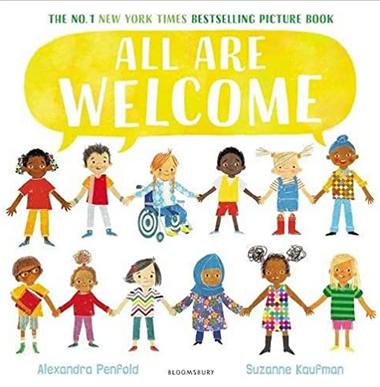 THE NO.1 NEW YORK TIMES BESTSELLING PICTURE BOOK
ALL ARE
WELCOME
Alexandra Penfold BLOOMSBURY Suzanne Kaufman